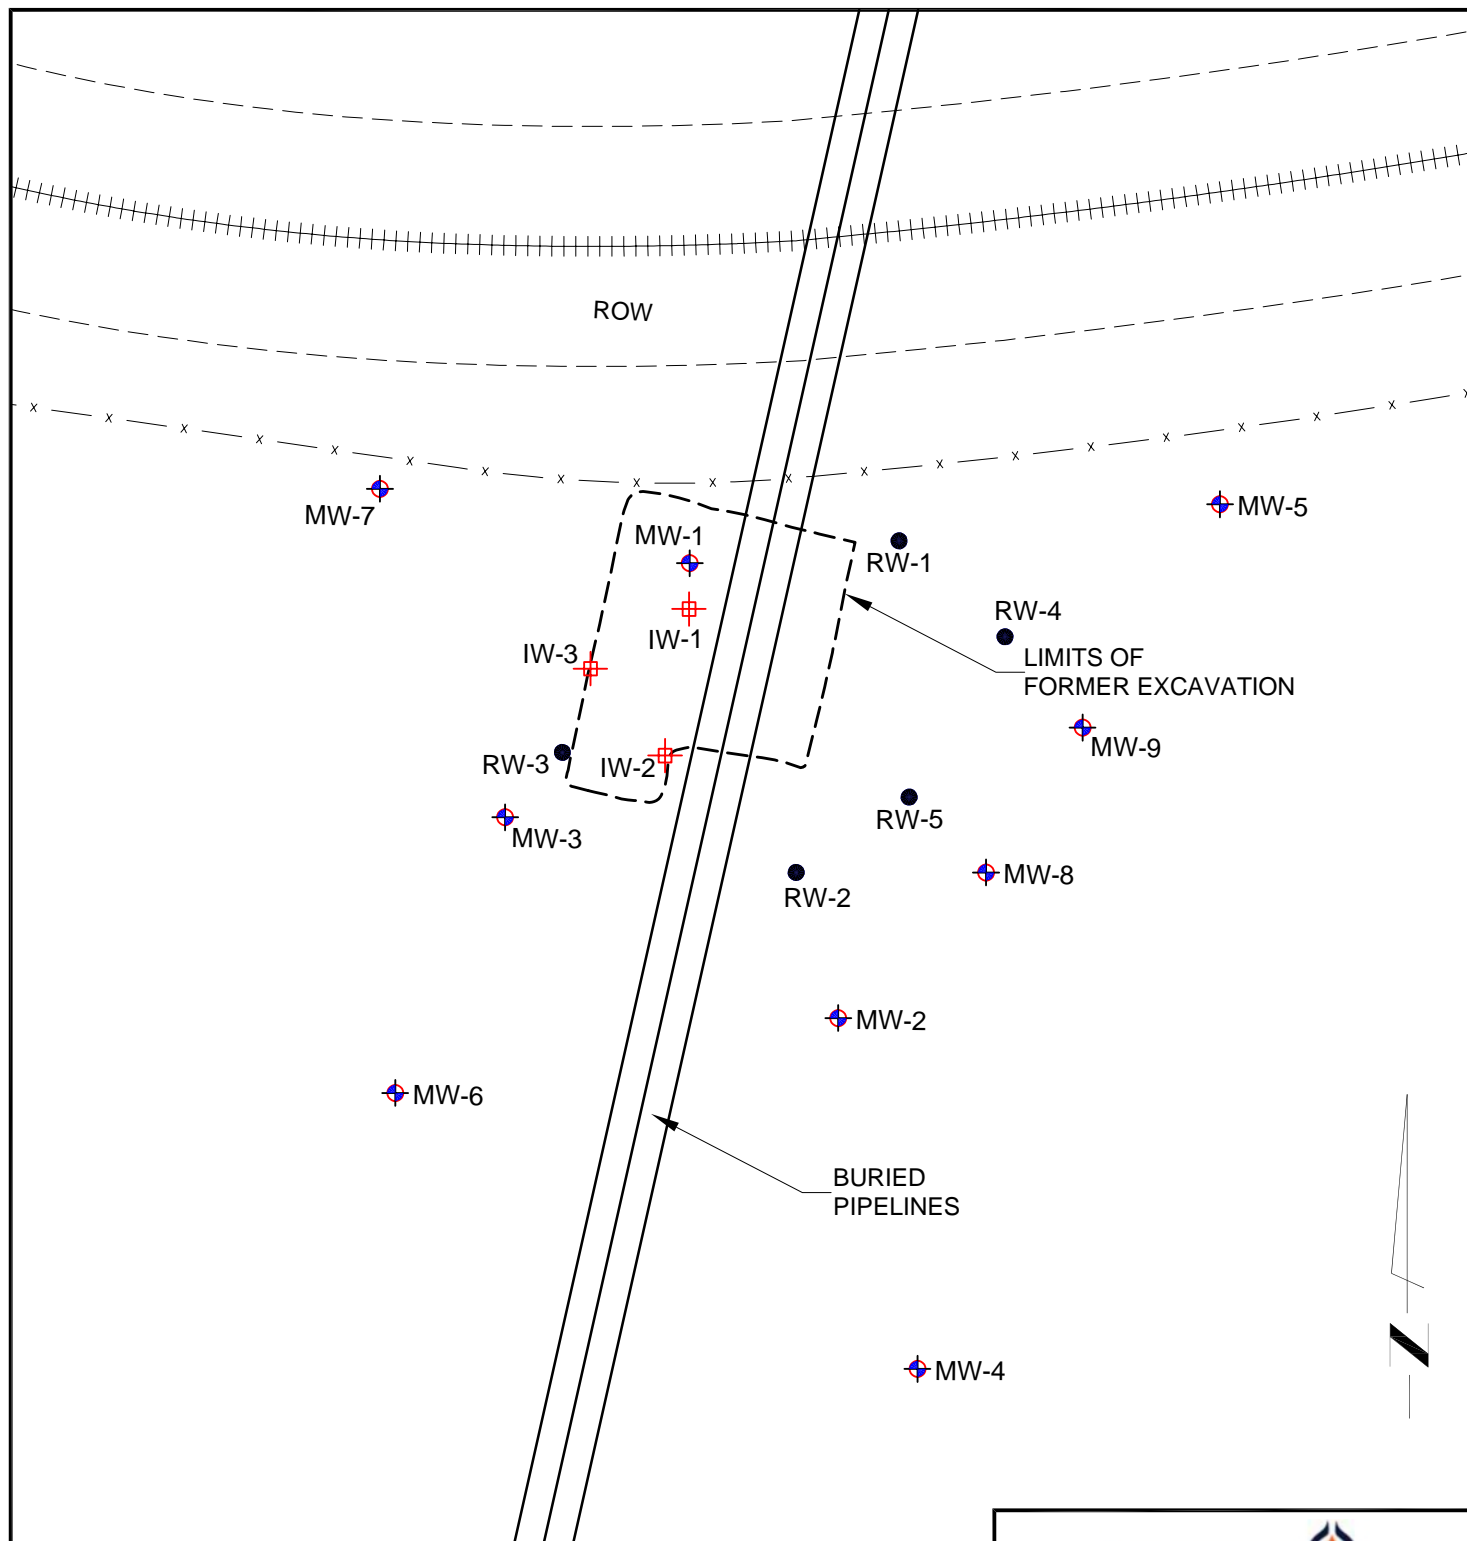 ROW
MW-7
MW-5
MW-1
RW-1
RW-4
IW-1
IW-3
LIMITS OF
FORMER EXCAVATION
MW-9
RW-3
IW-2
RW-5
MW-3
MW-8
RW-2
MW-2
MW-6
BURIED
PIPELINES
N
MW-4